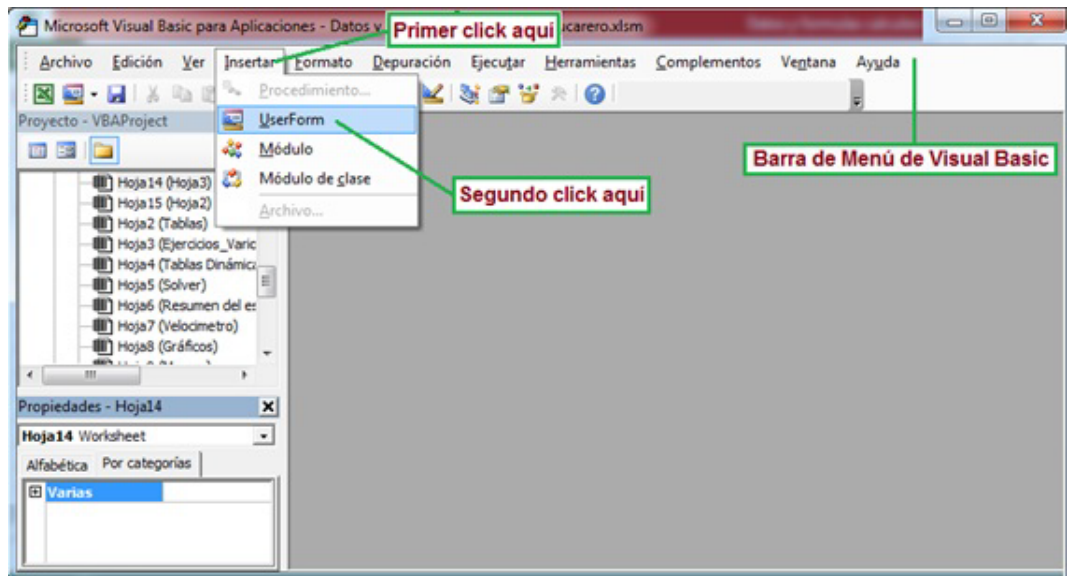 Microsoft Visual Basic para Aplicaciones - Datos y ucarero.xlsm
Primer click aquí
Archivo Edición Ver Insertar Formato Depuración Ejecutar Herramientas Complementos Ventana Ayuda
Proyecto - VBAProject
Procedimiento...
UserForm
Módulo
Módulo de clase
Archivo...
Barra de Menú de Visual Basic
Segundo click aquí
Hoja14 (Hoja3)
Hoja15 (Hoja2)
Hoja2 (Tablas)
Hoja3 (Ejercicios_Varic
Hoja4 (Tablas Dinámica
Hoja5 (Solver)
Hoja6 (Resumen del es
Hoja7 (Velocimetro)
Hoja8 (Gráficos)
Propiedades - Hoja14
Hoja14 Worksheet
Alfabética Por categorías
Varias